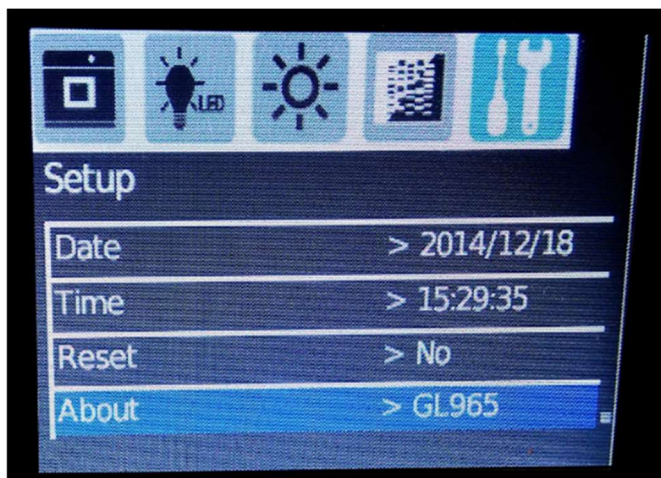 LED
Setup
Date > 2014/12/18
Time > 15:29:35
Reset > No
About > GL965